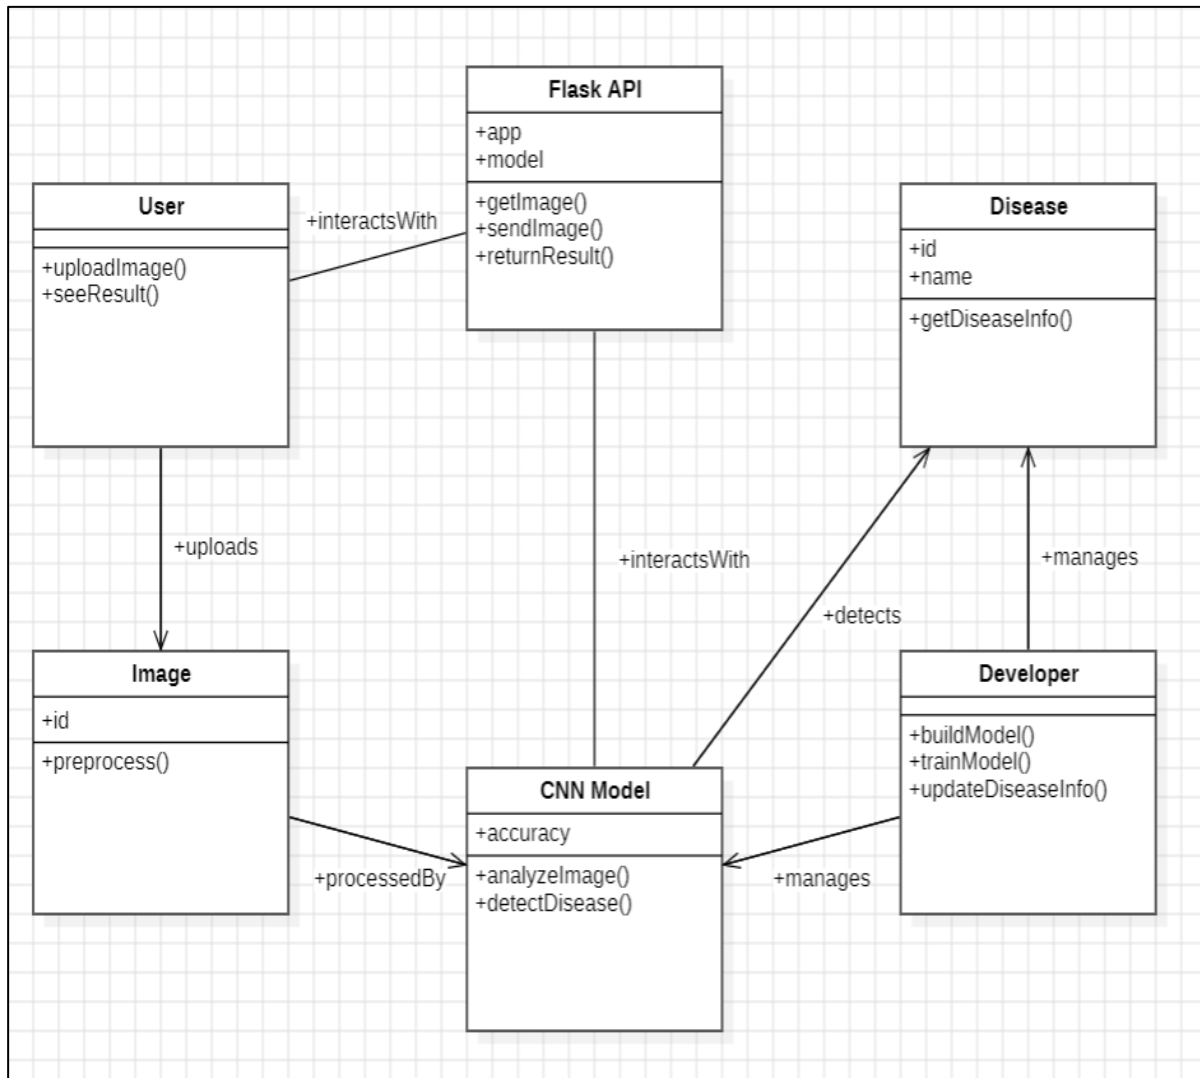 Flask API
+app
+model
+getImage()
+sendImage()
+returnResult()
User
+uploadImage()
+seeResult()
+interactsWith
Disease
+id
+name
+getDiseaseInfo()
+uploads
+interactsWith
+detects
+manages
Image
+id
+preprocess()
+processedBy
CNN Model
+accuracy
+analyzeImage()
+detectDisease()
+manages
Developer
+buildModel()
+trainModel()
+updateDiseaseInfo()